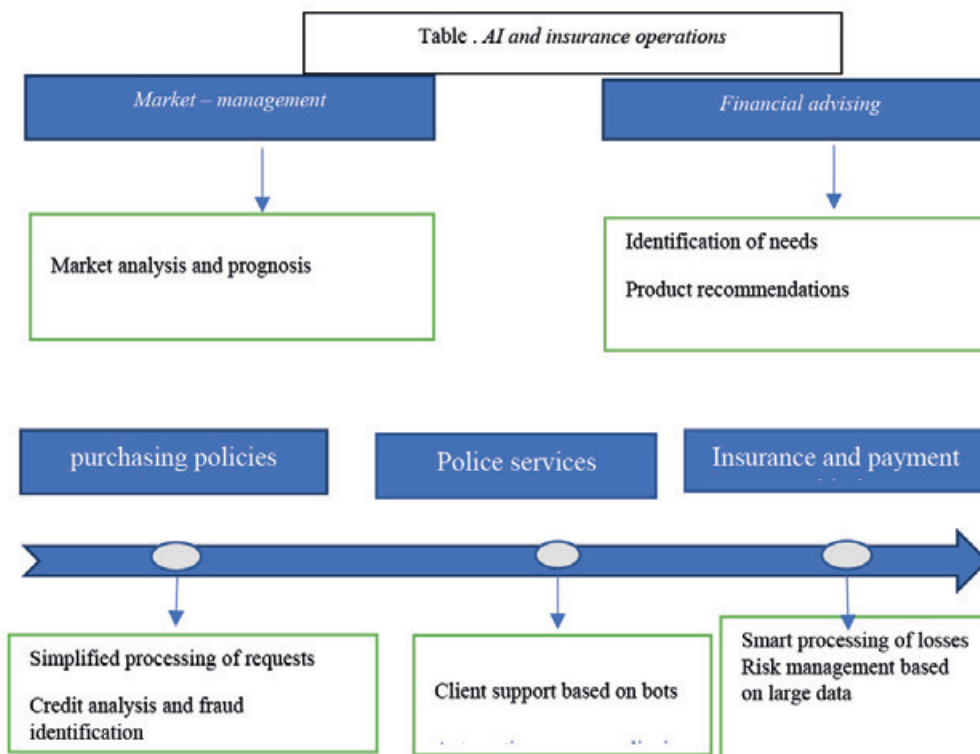 Table . AI and insurance operations
Market – management
Financial advising
Market analysis and prognosis
Identification of needs
Product recommendations
purchasing policies
Police services
Insurance and payment
Simplified processing of requests
Credit analysis and fraud
identification
Client support based on bots
Smart processing of losses
Risk management based
on large data